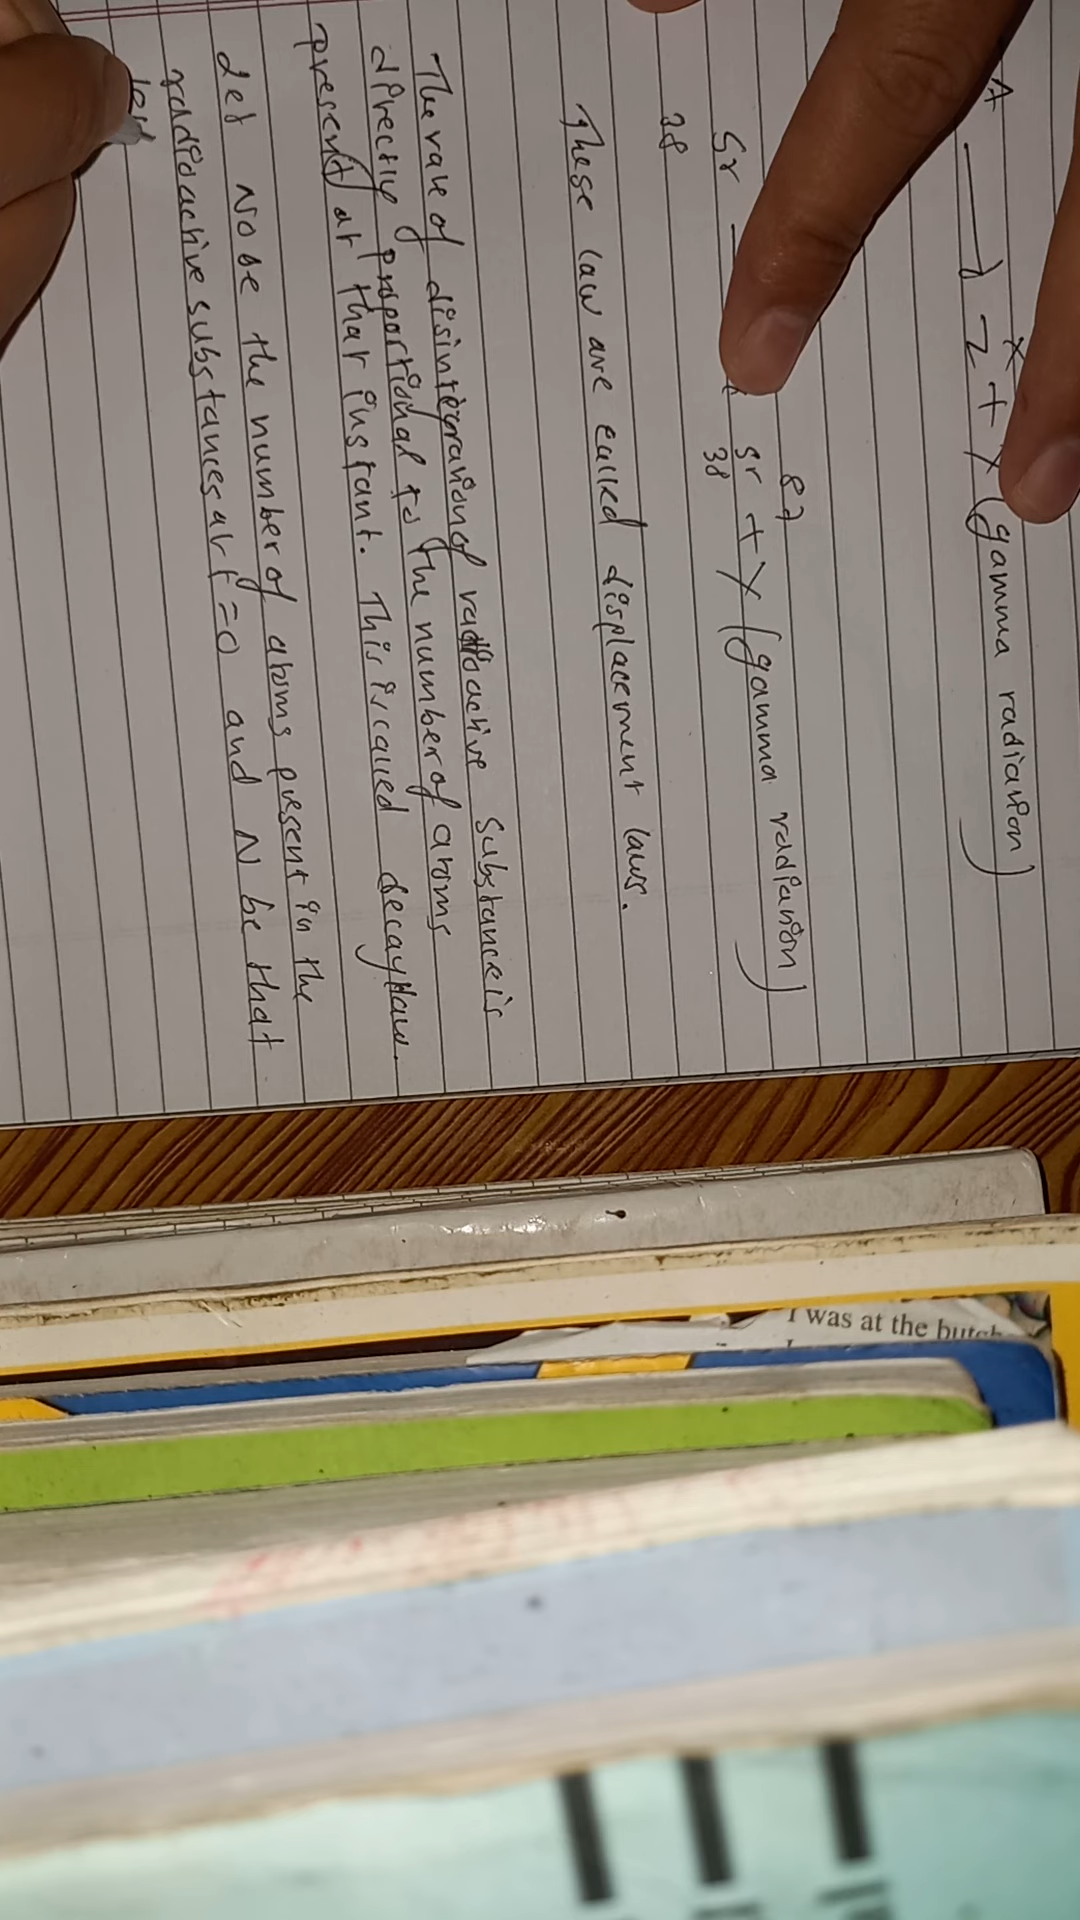 A → Z X + γ (gamma radiation)
87
Sr Sr + γ (gamma radiation)
38 38
These law are called displacement laws.
The rate of disintegration of radioactive substance is
directly proportional to the number of atoms
present at that instant. This is called decay law.
Let No be the number of atoms present in the
radioactive substances at t=0 and N be that
I was at the